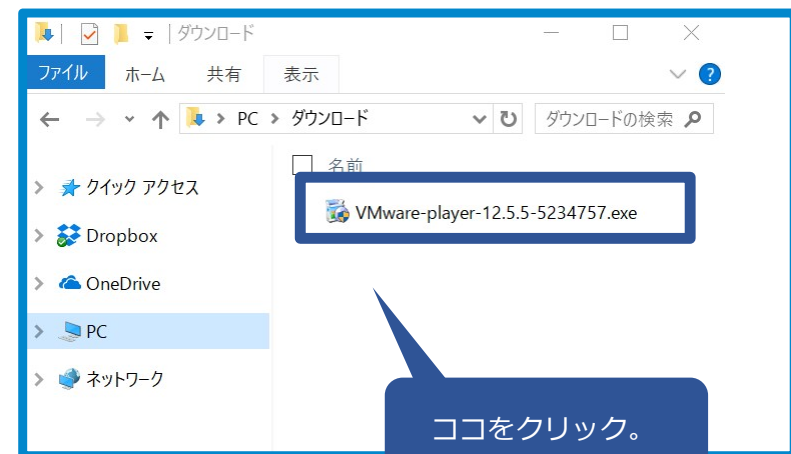 ダウンロード
ファイル ホーム 共有 表示
PC ダウンロード ダウンロードの検索
名前
クイック アクセス
VMware-player-12.5.5-5234757.exe
Dropbox
OneDrive
PC
ネットワーク
ココをクリック。